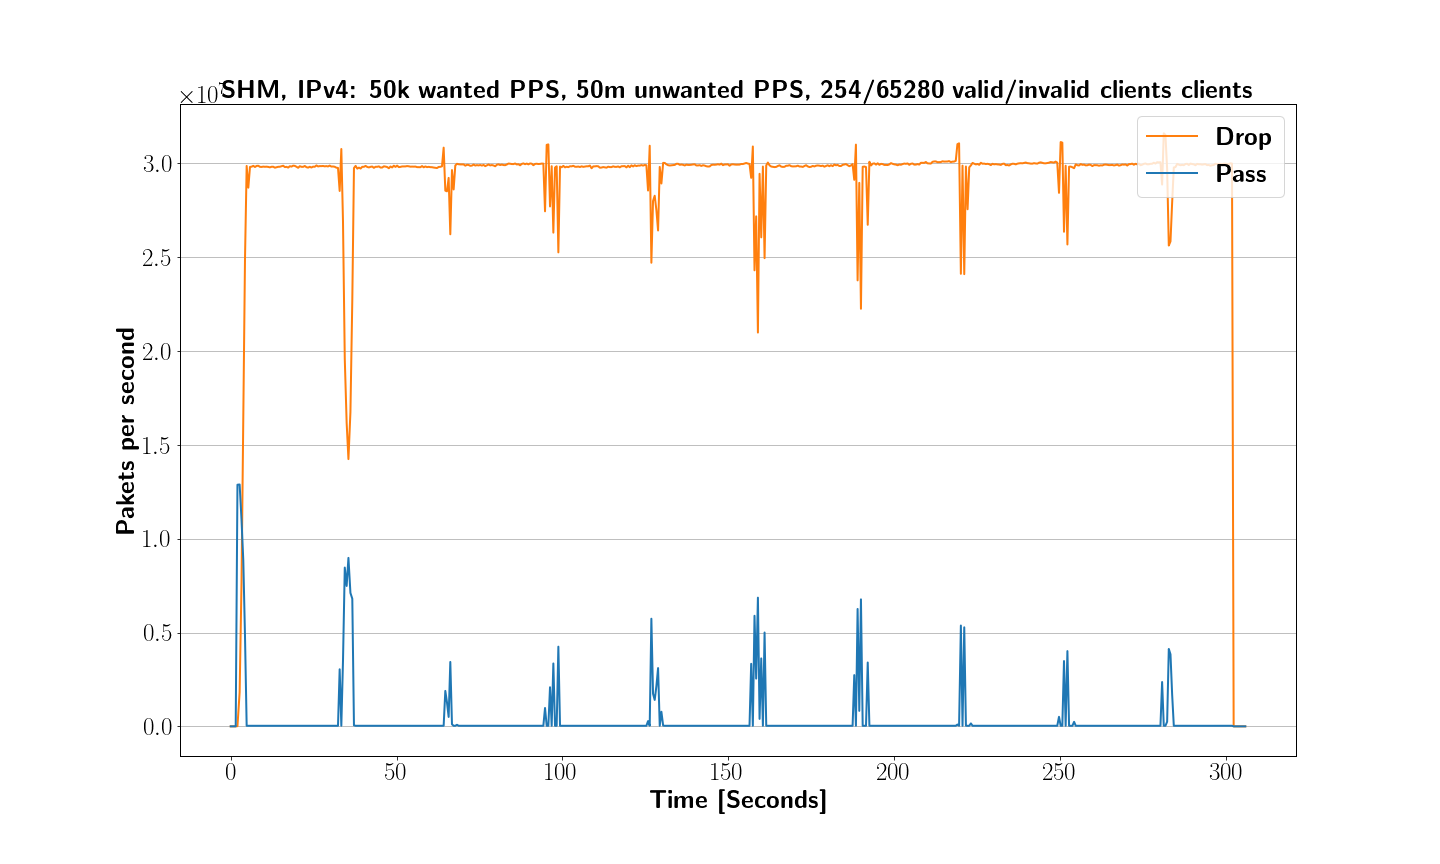 SHM, IPv4: 50k wanted PPS, 50m unwanted PPS, 254/65280 valid/invalid clients clients
Drop
Pass
3.0
2.5
2.0
1.5
1.0
0.5
0.0
Pakets per second
0
50
100
150
200
250
300
Time [Seconds]